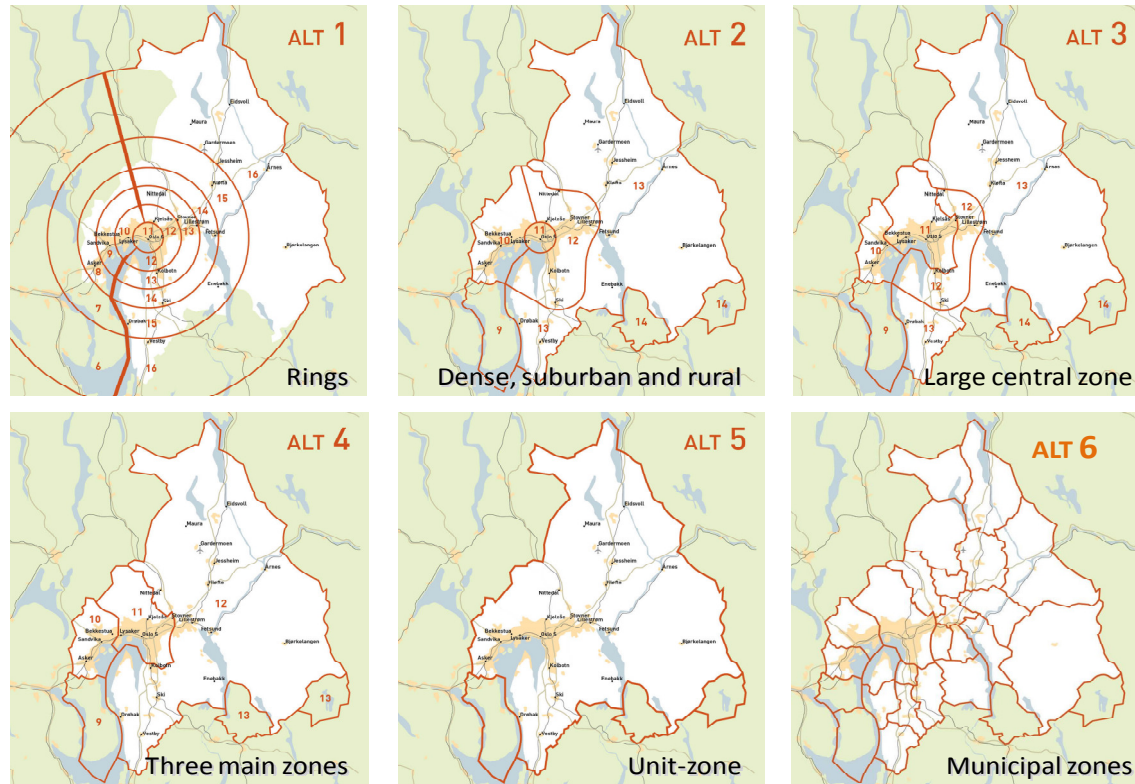 ALT 1
Eidsvoll
Maura
Gardermoen
Jessheim
Årnes
16
Kløfta
15
Nittedal
14
Kjelsås
Stovner
Lillestrøm
Bekkestua
10
11
12
13
Fetsund
Sandvika
Lysaker
Oslo S
Bjørkelangen
9
12
Asker
8
Kolbotn
13
Enebakk
14
7
Ski
Drøbak
15
Vestby
6
16
Rings
ALT 2
Eidsvoll
Maura
Gardermoen
Jessheim
Årnes
Kløfta
13
Nittedal
Kjelsås
Stovner
Lillestrøm
Bekkestua
11
Fetsund
Sandvika
10
Lysaker
Oslo S
12
Bjørkelangen
Asker
Kolbotn
Enebakk
Ski
14
9
Drøbak
13
14
Vestby
Dense, suburban and rural
ALT 3
Eidsvoll
Maura
Gardermoen
Jessheim
Årnes
Kløfta
13
Nittedal
12
Kjelsås
Stovner
Lillestrøm
Bekkestua
11
Fetsund
Sandvika
Lysaker
Oslo S
10
Bjørkelangen
Asker
Kolbotn
12
Enebakk
Ski
14
9
Drøbak
13
14
Vestby
Large central zone
ALT 4
Eidsvoll
Maura
Gardermoen
Jessheim
Årnes
Kløfta
Nittedal
12
11
10
Kjelsås
Stovner
Lillestrøm
Bekkestua
Lysaker
Oslo S
Fetsund
Sandvika
Bjørkelangen
Asker
Kolbotn
Enebakk
Ski
13
9
Drøbak
13
Vestby
Three main zones
ALT 5
Eidsvoll
Maura
Gardermoen
Jessheim
Årnes
Kløfta
Nittedal
Kjelsås
Stovner
Lillestrøm
Bekkestua
Lysaker
Oslo S
Fetsund
Sandvika
Bjørkelangen
Asker
Kolbotn
Enebakk
Ski
Drøbak
Vestby
Unit-zone
ALT 6
Municipal zones